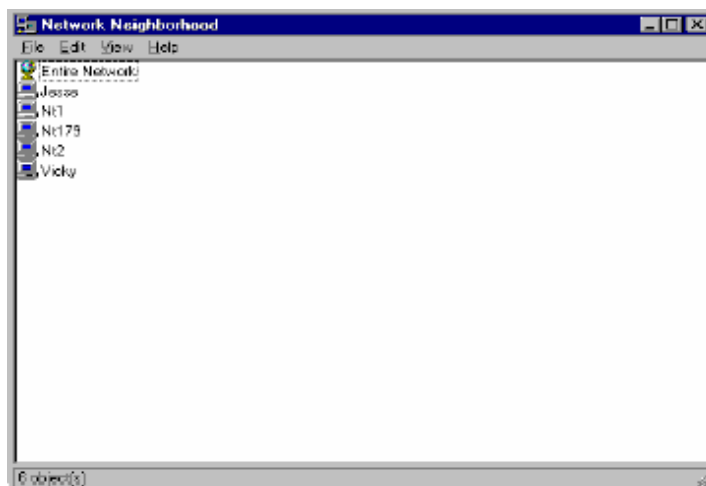 Network Neighborhood
File Edit View Help
Entire Network
Jesse
Nt1
Nt179
Nt2
Vicky
6 object(s)